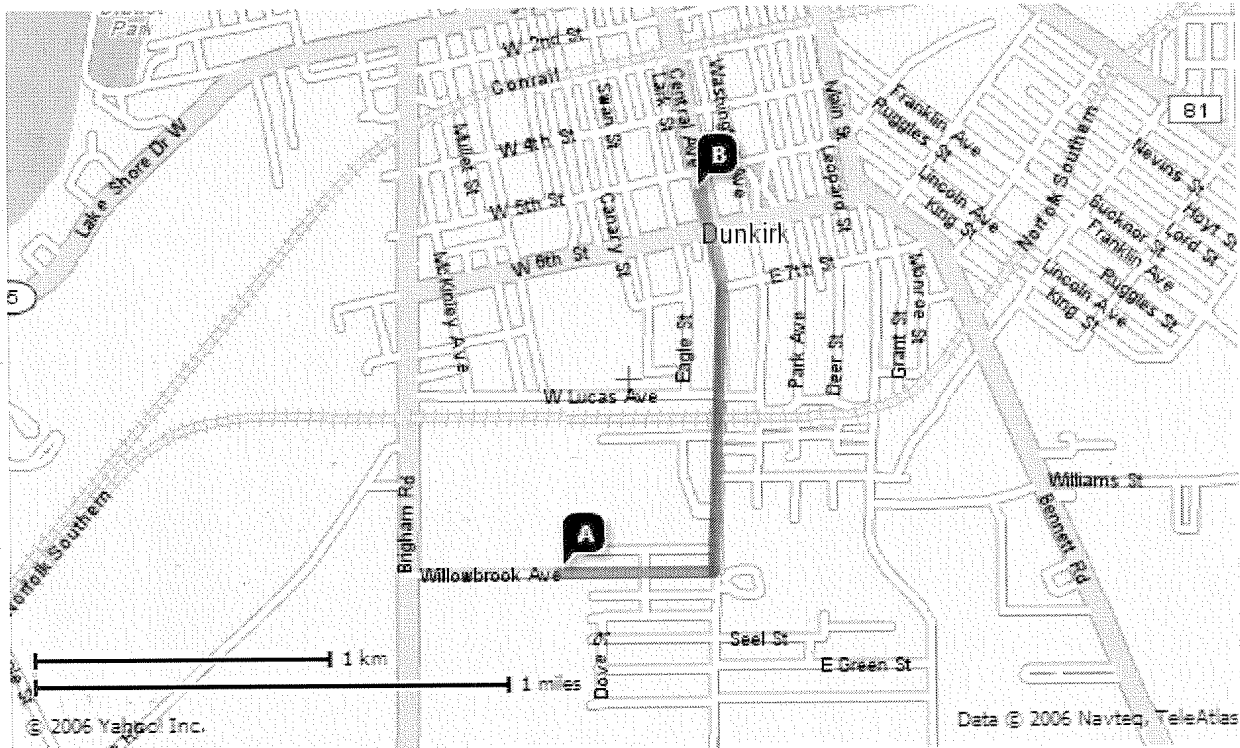 Park
W 2nd St
Conrail
Central Ave
Lark St
Swan St
W 4th St
Mullet St
B
Main St
Leopard St
Franklin Ave
Ruggles St
81
Lake Shore Dr W
Nevins St
Norfolk Southern
Lincoln Ave
King St
W 5th St
Canary St
Dunkirk
Hoyt St
Lord St
Franklin Ave
5
W 6th St
McKinley Ave
E 7th St
Monroe St
Lincoln Ave
King St
Ruggles St
Eagle St
Park Ave
Deer St
Grant St
W Lucas Ave
Williams St
Norfolk Southern
Brigham Rd
A
Bennett Rd
Willowbrook Ave
Seel St
Dove St
E Green St
1 km
1 miles
© 2006 Yahoo! Inc.
Data © 2006 Navteq, TeleAtlas